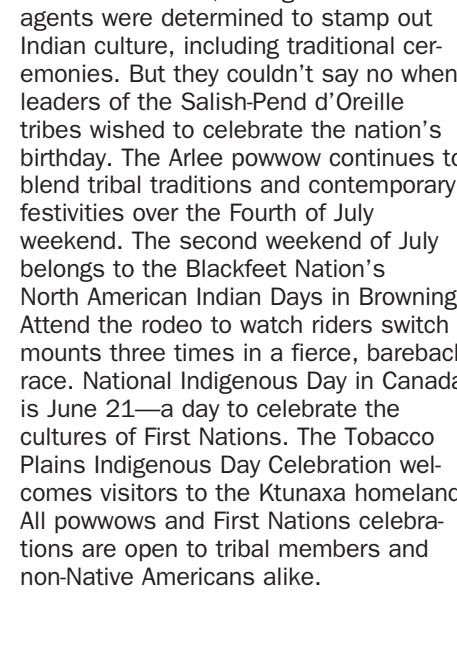 agents were determined to stamp out
Indian culture, including traditional cer-
emonies. But they couldn’t say no when
leaders of the Salish-Pend d’Oreille
tribes wished to celebrate the nation’s
birthday. The Arlee powwow continues to
blend tribal traditions and contemporary
festivities over the Fourth of July
weekend. The second weekend of July
belongs to the Blackfeet Nation’s
North American Indian Days in Browning
Attend the rodeo to watch riders switch
mounts three times in a fierce, bareback
race. National Indigenous Day in Canada
is June 21—a day to celebrate the
cultures of First Nations. The Tobacco
Plains Indigenous Day Celebration wel-
comes visitors to the Ktunaxa homeland
All powwows and First Nations celebra-
tions are open to tribal members and
non-Native Americans alike.